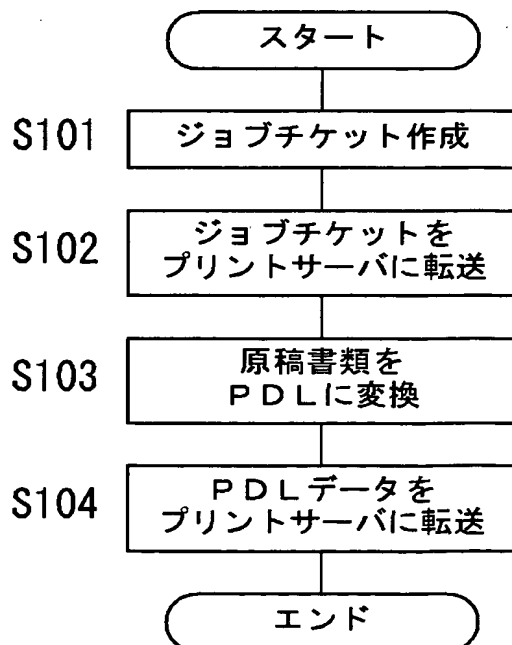 スタート
S101
ジョブチケット作成
S102
ジョブチケットを
プリントサーバに転送
S103
原稿書類を
ＰＤＬに変換
S104
ＰＤＬデータを
プリントサーバに転送
エンド